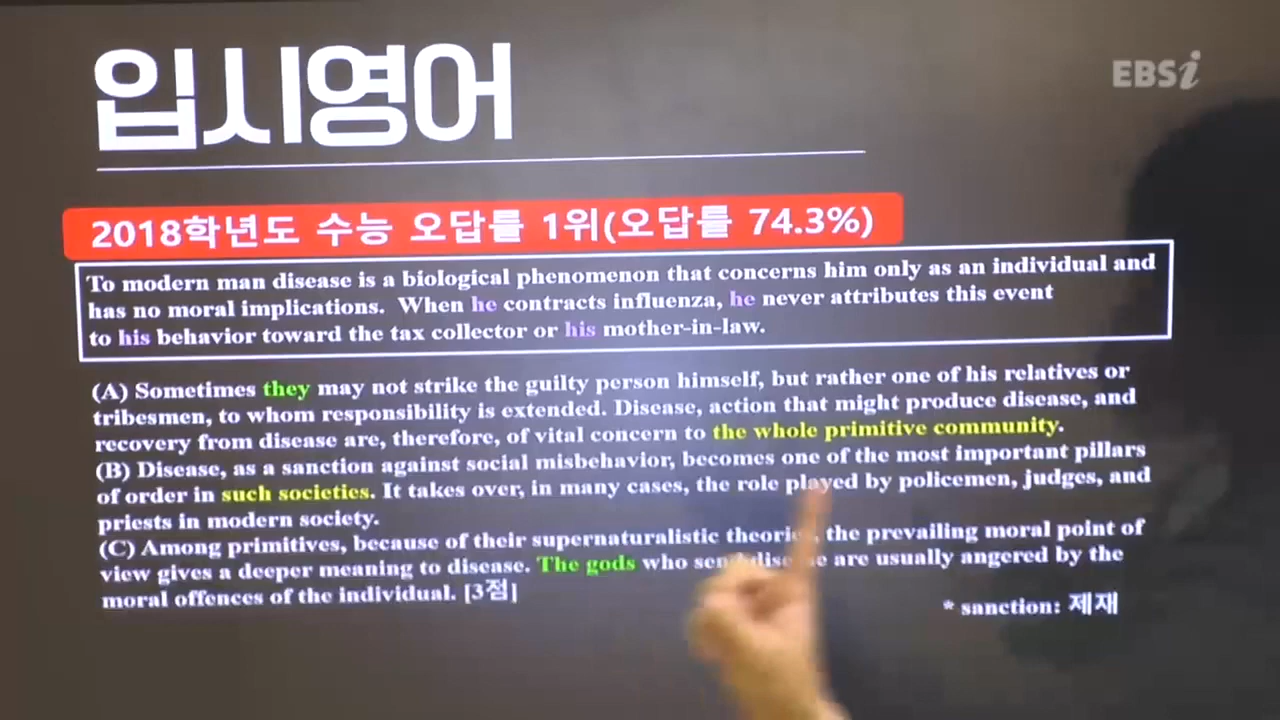 입시영어
EBSi
2018학년도 수능 오답률 1위(오답률 74.3%)
To modern man disease is a biological phenomenon that concerns him only as an individual and
has no moral implications. When he contracts influenza, he never attributes this event
to his behavior toward the tax collector or his mother-in-law.
(A) Sometimes they may not strike the guilty person himself, but rather one of his relatives or
tribesmen, to whom responsibility is extended. Disease, action that might produce disease, and
recovery from disease are, therefore, of vital concern to the whole primitive community.
(B) Disease, as a sanction against social misbehavior, becomes one of the most important pillars
of order in such societies. It takes over, in many cases, the role played by policemen, judges, and
priests in modern society.
(C) Among primitives, because of their supernaturalistic theories, the prevailing moral point of
view gives a deeper meaning to disease. The gods who send disease are usually angered by the
moral offences of the individual. [3점]
* sanction: 제재